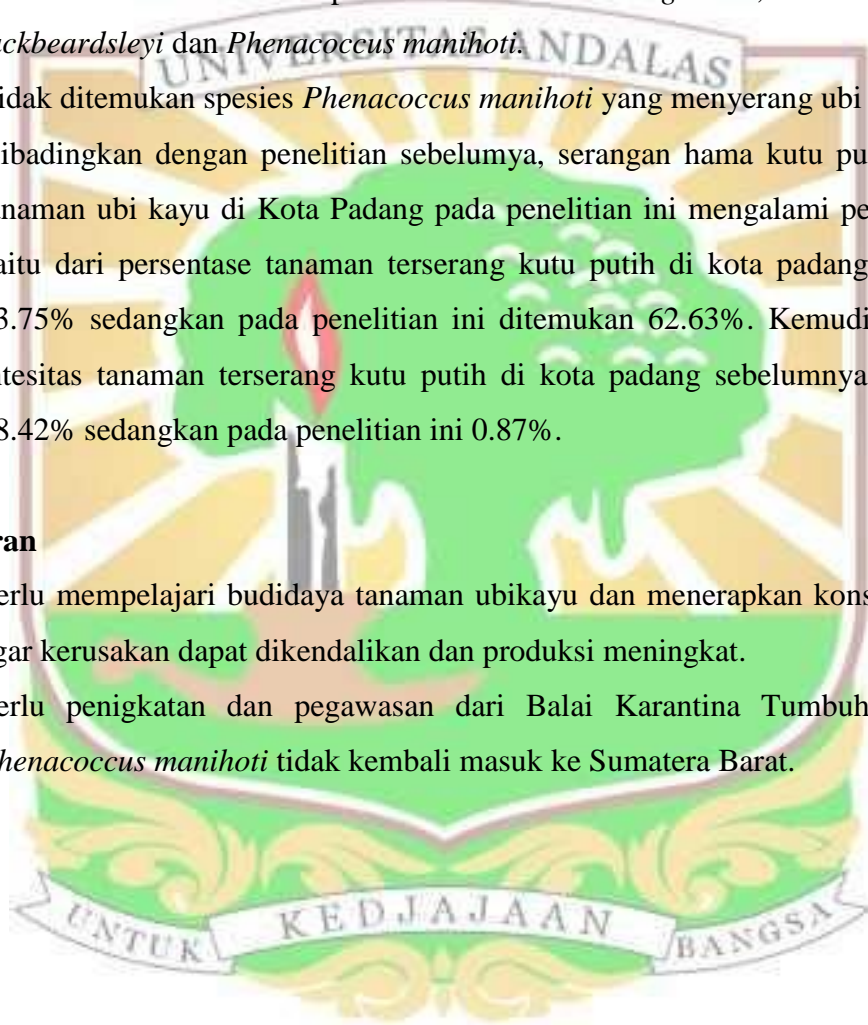 ackbeardsleyi dan Phenacoccus manihoti.
UNIVERSITAS ANDALAS
idak ditemukan spesies Phenacoccus manihoti yang menyerang ubi
ibadingkan dengan penelitian sebelumya, serangan hama kutu pu
anaman ubi kayu di Kota Padang pada penelitian ini mengalami pe
aitu dari persentase tanaman terserang kutu putih di kota padang
3.75% sedangkan pada penelitian ini ditemukan 62.63%. Kemudi
ntesitas tanaman terserang kutu putih di kota padang sebelumnya
8.42% sedangkan pada penelitian ini 0.87%.
ran
erlu mempelajari budidaya tanaman ubikayu dan menerapkan kons
gar kerusakan dapat dikendalikan dan produksi meningkat.
erlu penigkatan dan pegawasan dari Balai Karantina Tumbuh
henacoccus manihoti tidak kembali masuk ke Sumatera Barat.
UNTUK KEDJAJAAN BANGSA